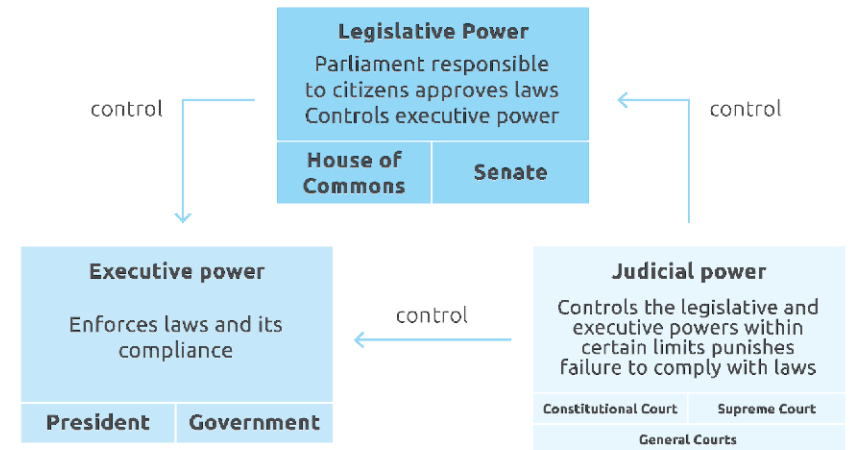 Legislative Power
Parliament responsible
to citizens approves laws
Controls executive power
House of
Commons
Senate
control
control
Executive power
Enforces laws and its
compliance
President
Government
control
Judicial power
Controls the legislative and
executive powers within
certain limits punishes
failure to comply with laws
Constitutional Court
Supreme Court
General Courts